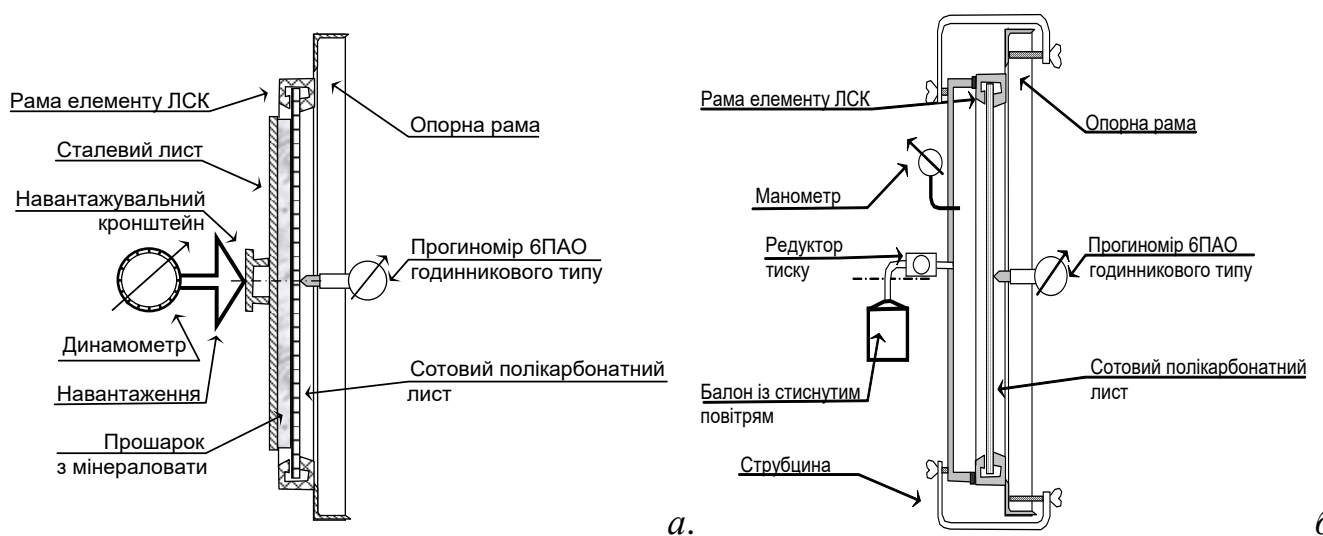 Рама елементу ЛСК
Сталевий лист
Навантажувальний
кронштейн
Динамометр
Навантаження
Прошарок
з мінераловати
Опорна рама
Прогиномір 6ПАО
годинникового типу
Сотовий полікарбонатний
лист
а.
Рама елементу ЛСК
Манометр
Редуктор
тиску
Балон із стиснутим
повітрям
Струбцина
Опорна рама
Прогиномір 6ПАО
годинникового типу
Сотовий полікарбонатний
лист